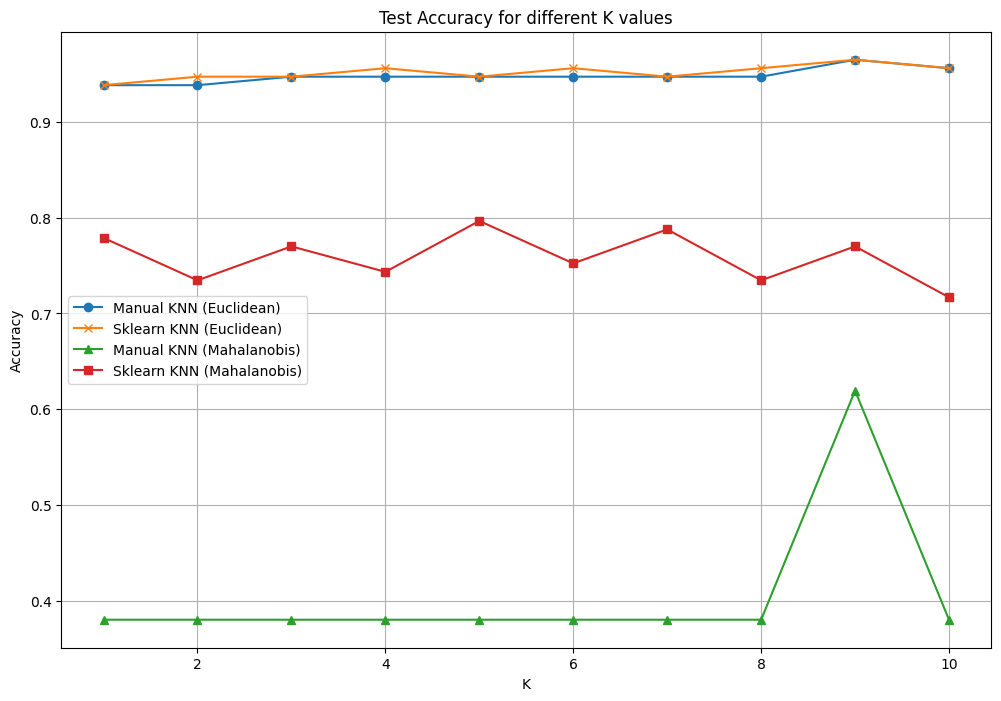 Test Accuracy for different K values
Accuracy
0.9
0.8
0.7
0.6
0.5
0.4
Manual KNN (Euclidean)
Sklearn KNN (Euclidean)
Manual KNN (Mahalanobis)
Sklearn KNN (Mahalanobis)
2 4 6 8 10
K